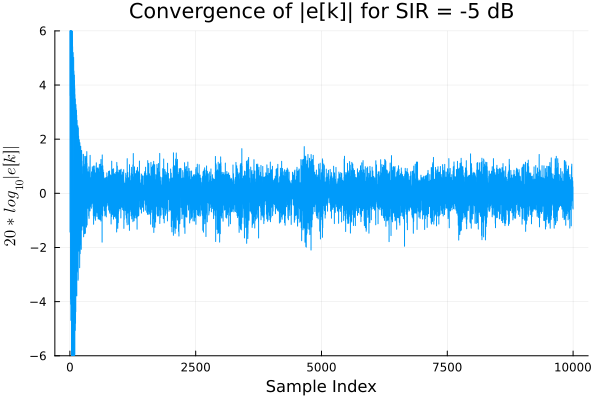 Convergence of |e[k]| for SIR = -5 dB
20 * log₁₀|e[k]|
6
4
2
0
−2
−4
−6
0 2500 5000 7500 10000
Sample Index